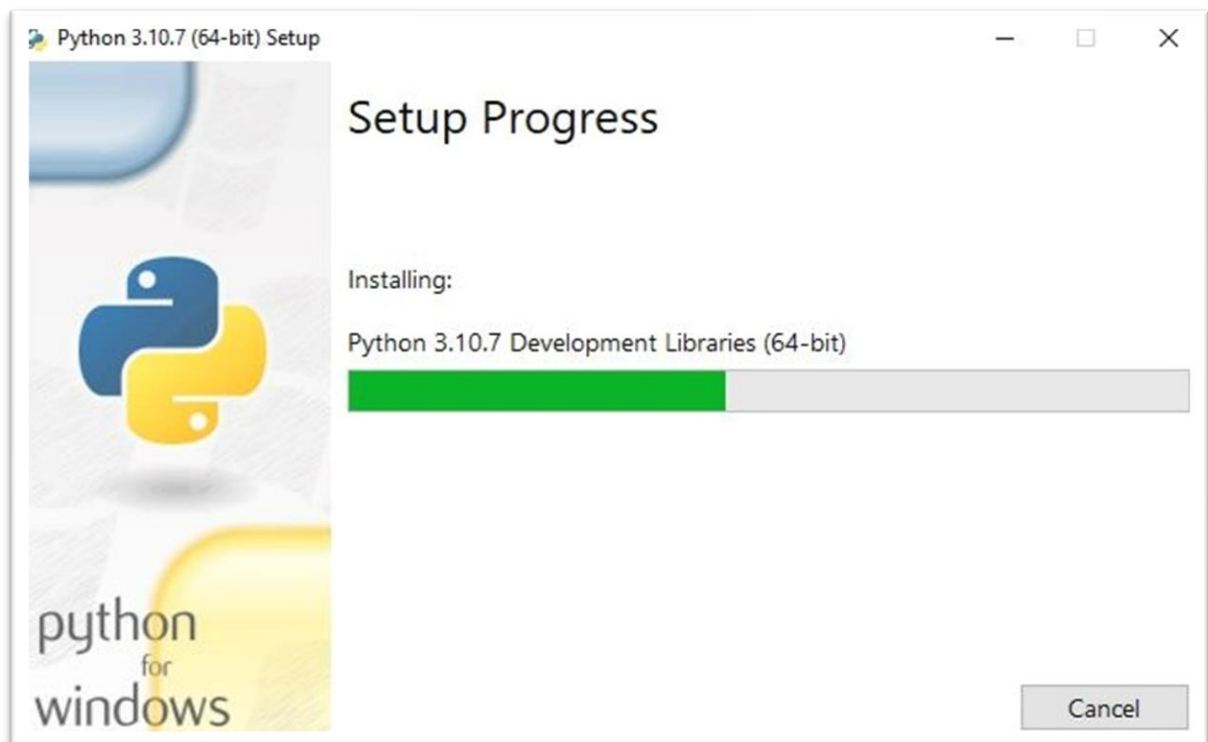 Python 3.10.7 (64-bit) Setup
Setup Progress
Installing:
Python 3.10.7 Development Libraries (64-bit)
python
for
windows
Cancel